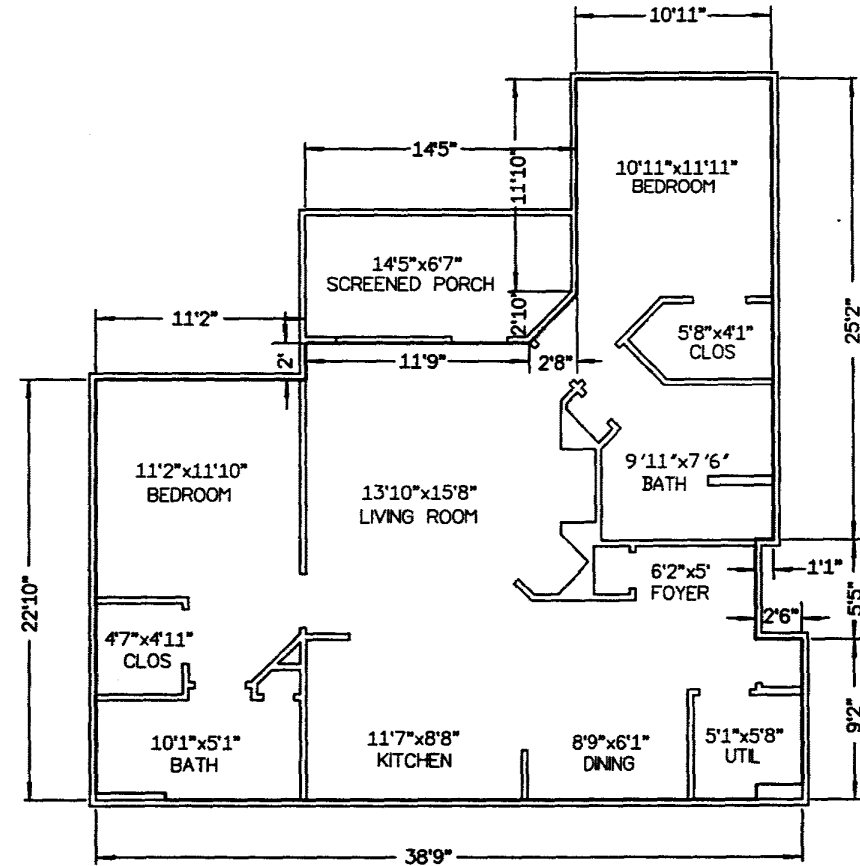 10'11"
14'5"
11'10"
10'11"x11'11"
BEDROOM
14'5"x6'7"
SCREENED PORCH
2'10"
11'2"
25'2"
5'8"x4'1"
CLOS
2'
11'9"
2'8"
11'2"x11'10"
BEDROOM
13'10"x15'8"
LIVING ROOM
9'11"x7'6"
BATH
22'10"
6'2"x5'
FOYER
1'1"
5'5"
2'6"
4'7"x4'11"
CLOS
9'2"
10'1"x5'1"
BATH
11'7"x8'8"
KITCHEN
8'9"x6'1"
DINING
5'1"x5'8"
UTIL
38'9"